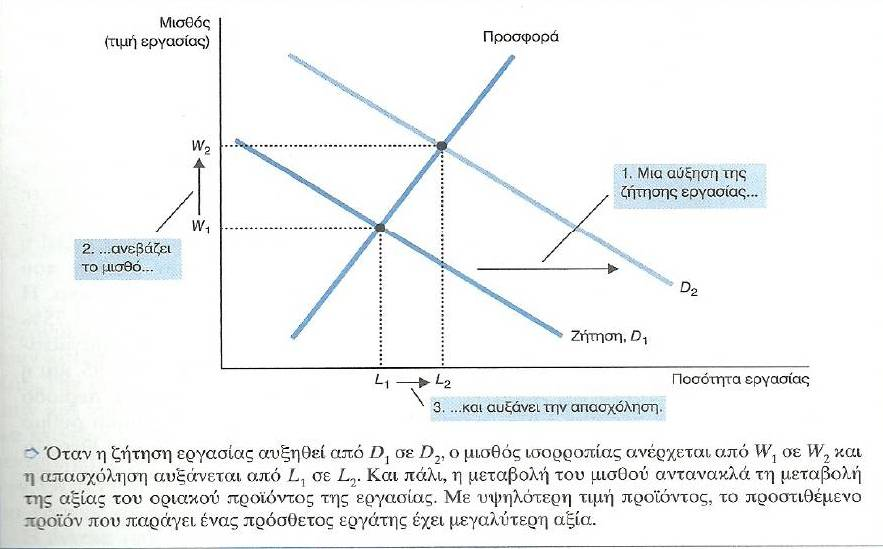 Μισθός
(τιμή εργασίας)
Προσφορά
W2
1. Μια αύξηση της
ζήτησης εργασίας...
W1
2. ...ανεβάζει
το μισθό...
D2
Ζήτηση, D1
L1
L2
Ποσότητα εργασίας
3. ...και αυξάνει την απασχόληση.
⇨ Όταν η ζήτηση εργασίας αυξηθεί από D1 σε D2, ο μισθός ισορροπίας ανέρχεται από W1 σε W2 και
η απασχόληση αυξάνεται από L1 σε L2. Και πάλι, η μεταβολή του μισθού αντανακλά τη μεταβολή
της αξίας του οριακού προϊόντος της εργασίας. Με υψηλότερη τιμή προϊόντος, το προστιθέμενο
προϊόν που παράγει ένας πρόσθετος εργάτης έχει μεγαλύτερη αξία.